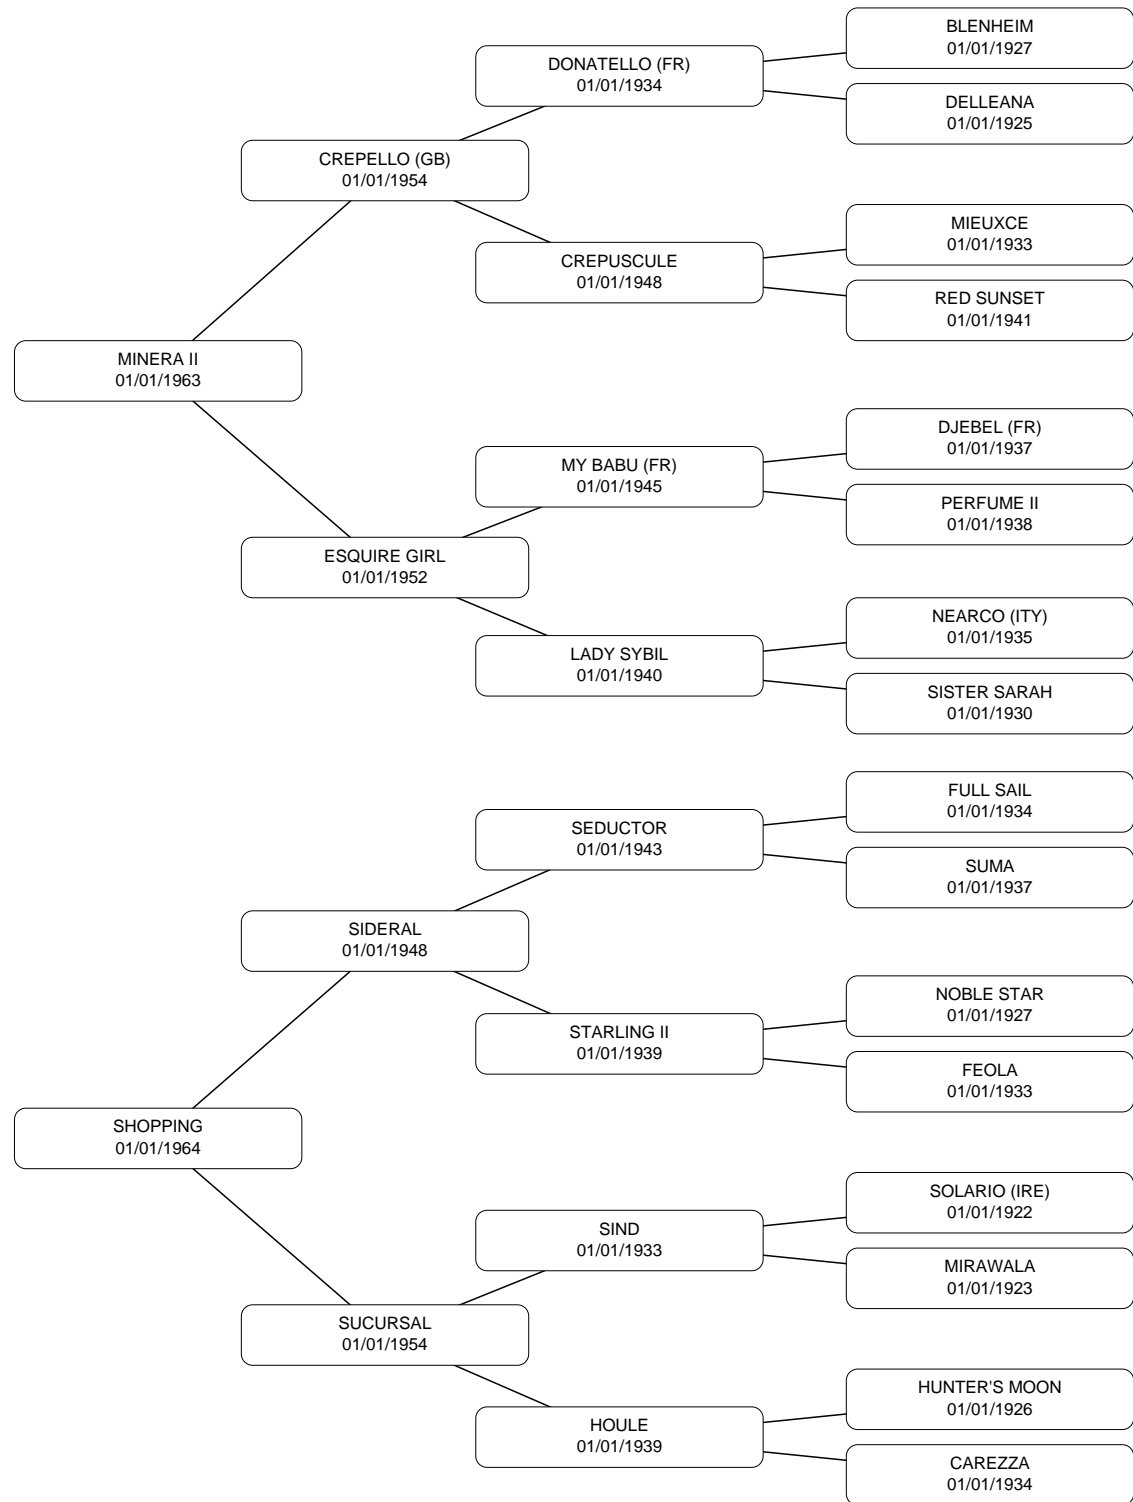 BLENHEIM
01/01/1927
DONATELLO (FR)
01/01/1934
DELLEANA
01/01/1925
CREPELLO (GB)
01/01/1954
MIEUXCE
01/01/1933
CREPUSCULE
01/01/1948
RED SUNSET
01/01/1941
MINERA II
01/01/1963
DJEBEL (FR)
01/01/1937
MY BABU (FR)
01/01/1945
PERFUME II
01/01/1938
ESQUIRE GIRL
01/01/1952
NEARCO (ITY)
01/01/1935
LADY SYBIL
01/01/1940
SISTER SARAH
01/01/1930
FULL SAIL
01/01/1934
SEDUCTOR
01/01/1943
SUMA
01/01/1937
SIDERAL
01/01/1948
NOBLE STAR
01/01/1927
STARLING II
01/01/1939
FEOLA
01/01/1933
SHOPPING
01/01/1964
SOLARIO (IRE)
01/01/1922
SIND
01/01/1933
MIRAWALA
01/01/1923
SUCURSAL
01/01/1954
HUNTER'S MOON
01/01/1926
HOULE
01/01/1939
CAREZZA
01/01/1934